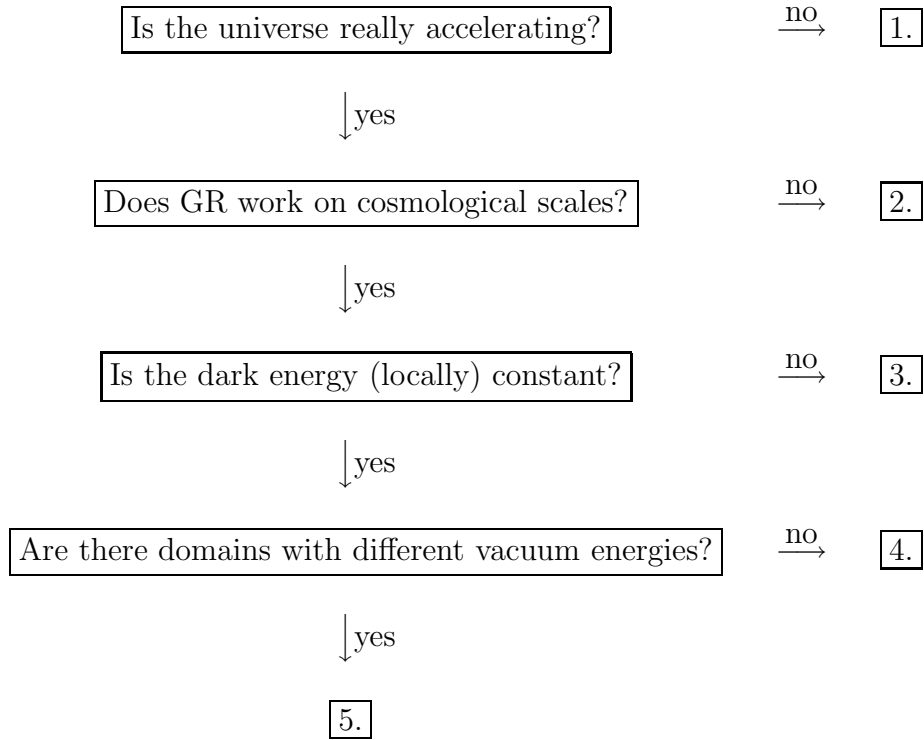 Is the universe really accelerating? no 1.
yes
Does GR work on cosmological scales? no 2.
yes
Is the dark energy (locally) constant? no 3.
yes
Are there domains with different vacuum energies? no 4.
yes
5.